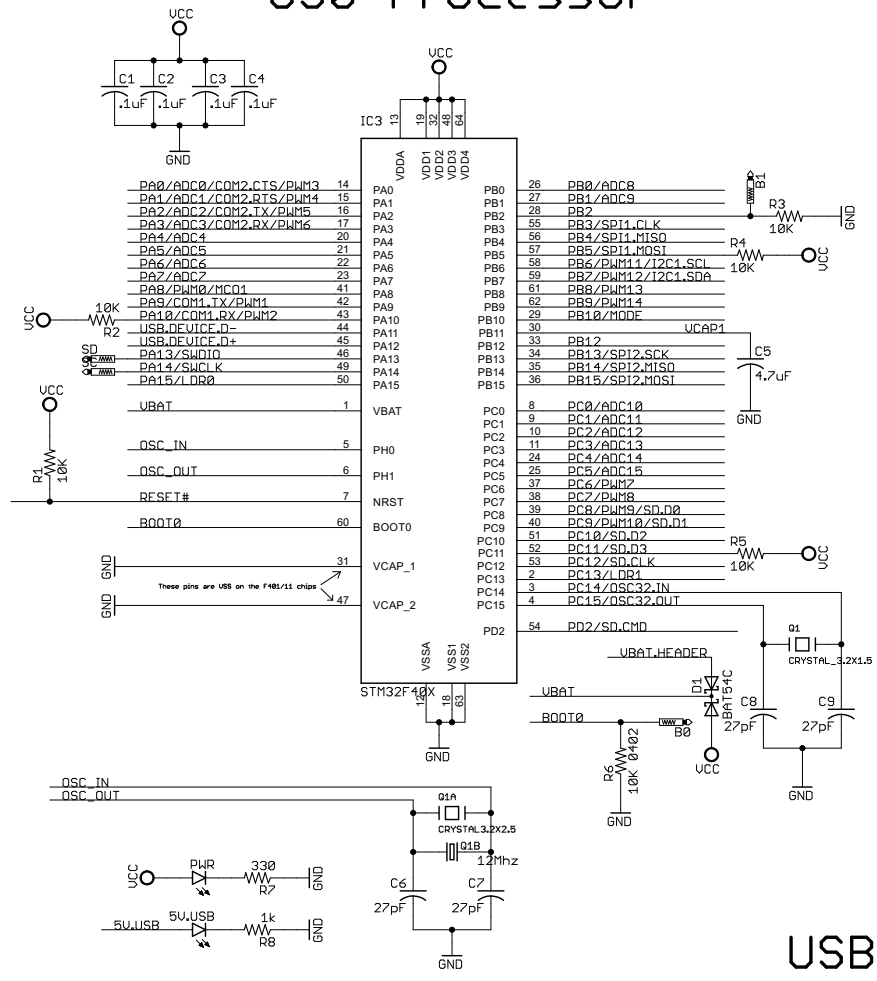 USB Processor
VCC
C1 C2 C3 C4
.1uF .1uF .1uF .1uF
GND
VCC
IC3
13 19 32 48 64
VDDA VDD1 VDD2 VDD3 VDD4
PA0/ADC0/COM2.CTS/PWM3 14 PA0
PA1/ADC1/COM2.RTS/PWM4 15 PA1
PA2/ADC2/COM2.TX/PWM5 16 PA2
PA3/ADC3/COM2.RX/PWM6 17 PA3
PA4/ADC4 20 PA4
PA5/ADC5 21 PA5
PA6/ADC6 22 PA6
PA7/ADC7 23 PA7
PA8/PWM0/MCO1 41 PA8
PA9/COM1.TX/PWM1 42 PA9
PA10/COM1.RX/PWM2 43 PA10
USB.DEVICE.D- 44 PA11
USB.DEVICE.D+ 45 PA12
PA13/SWDIO 46 PA13
PA14/SWCLK 49 PA14
PA15/LDR0 50 PA15
VCC
10K
R2
SD
SC
VCC
R1
10K
VBAT 1 VBAT
OSC_IN 5 PH0
OSC_OUT 6 PH1
RESET# 7 NRST
BOOT0 60 BOOT0
GND 31 VCAP_1
These pins are VSS on the F401/11 chips
GND 47 VCAP_2
PB0 26 PB0/ADC8
PB1 27 PB1/ADC9
PB2 28 PB2
PB3 55 PB3/SPI1.CLK
PB4 56 PB4/SPI1.MISO
PB5 57 PB5/SPI1.MOSI
PB6 58 PB6/PWM11/I2C1.SCL
PB7 59 PB7/PWM12/I2C1.SDA
PB8 61 PB8/PWM13
PB9 62 PB9/PWM14
PB10 29 PB10/MODE
PB11 30 VCAP1
PB12 33 PB12
PB13 34 PB13/SPI2.SCK
PB14 35 PB14/SPI2.MISO
PB15 36 PB15/SPI2.MOSI
B1
R3
10K
GND
R4
10K
VCC
C5
4.7uF
GND
PC0 8 PC0/ADC10
PC1 9 PC1/ADC11
PC2 10 PC2/ADC12
PC3 11 PC3/ADC13
PC4 24 PC4/ADC14
PC5 25 PC5/ADC15
PC6 37 PC6/PWM7
PC7 38 PC7/PWM8
PC8 39 PC8/PWM9/SD.D0
PC9 40 PC9/PWM10/SD.D1
PC10 51 PC10/SD.D2
PC11 52 PC11/SD.D3
PC12 53 PC12/SD.CLK
PC13 2 PC13/LDR1
PC14 3 PC14/OSC32.IN
PC15 4 PC15/OSC32.OUT
PD2 54 PD2/SD.CMD
R5
10K
VCC
VSSA VSS1 VSS2
STM32F40X
12 18 63
GND
VBAT.HEADER
VBAT
BOOT0
D1
BAT54C
B0
VCC
R6
10K 0402
GND
Q1
CRYSTAL_3.2X1.5
C8 C9
27pF 27pF
GND
OSC_IN
OSC_OUT
Q1A
CRYSTAL3.2X2.5
Q1B
12Mhz
C6 C7
27pF 27pF
GND
VCC PWR 330 GND
R7
5V.USB 5V.USB 1k GND
R8
USB